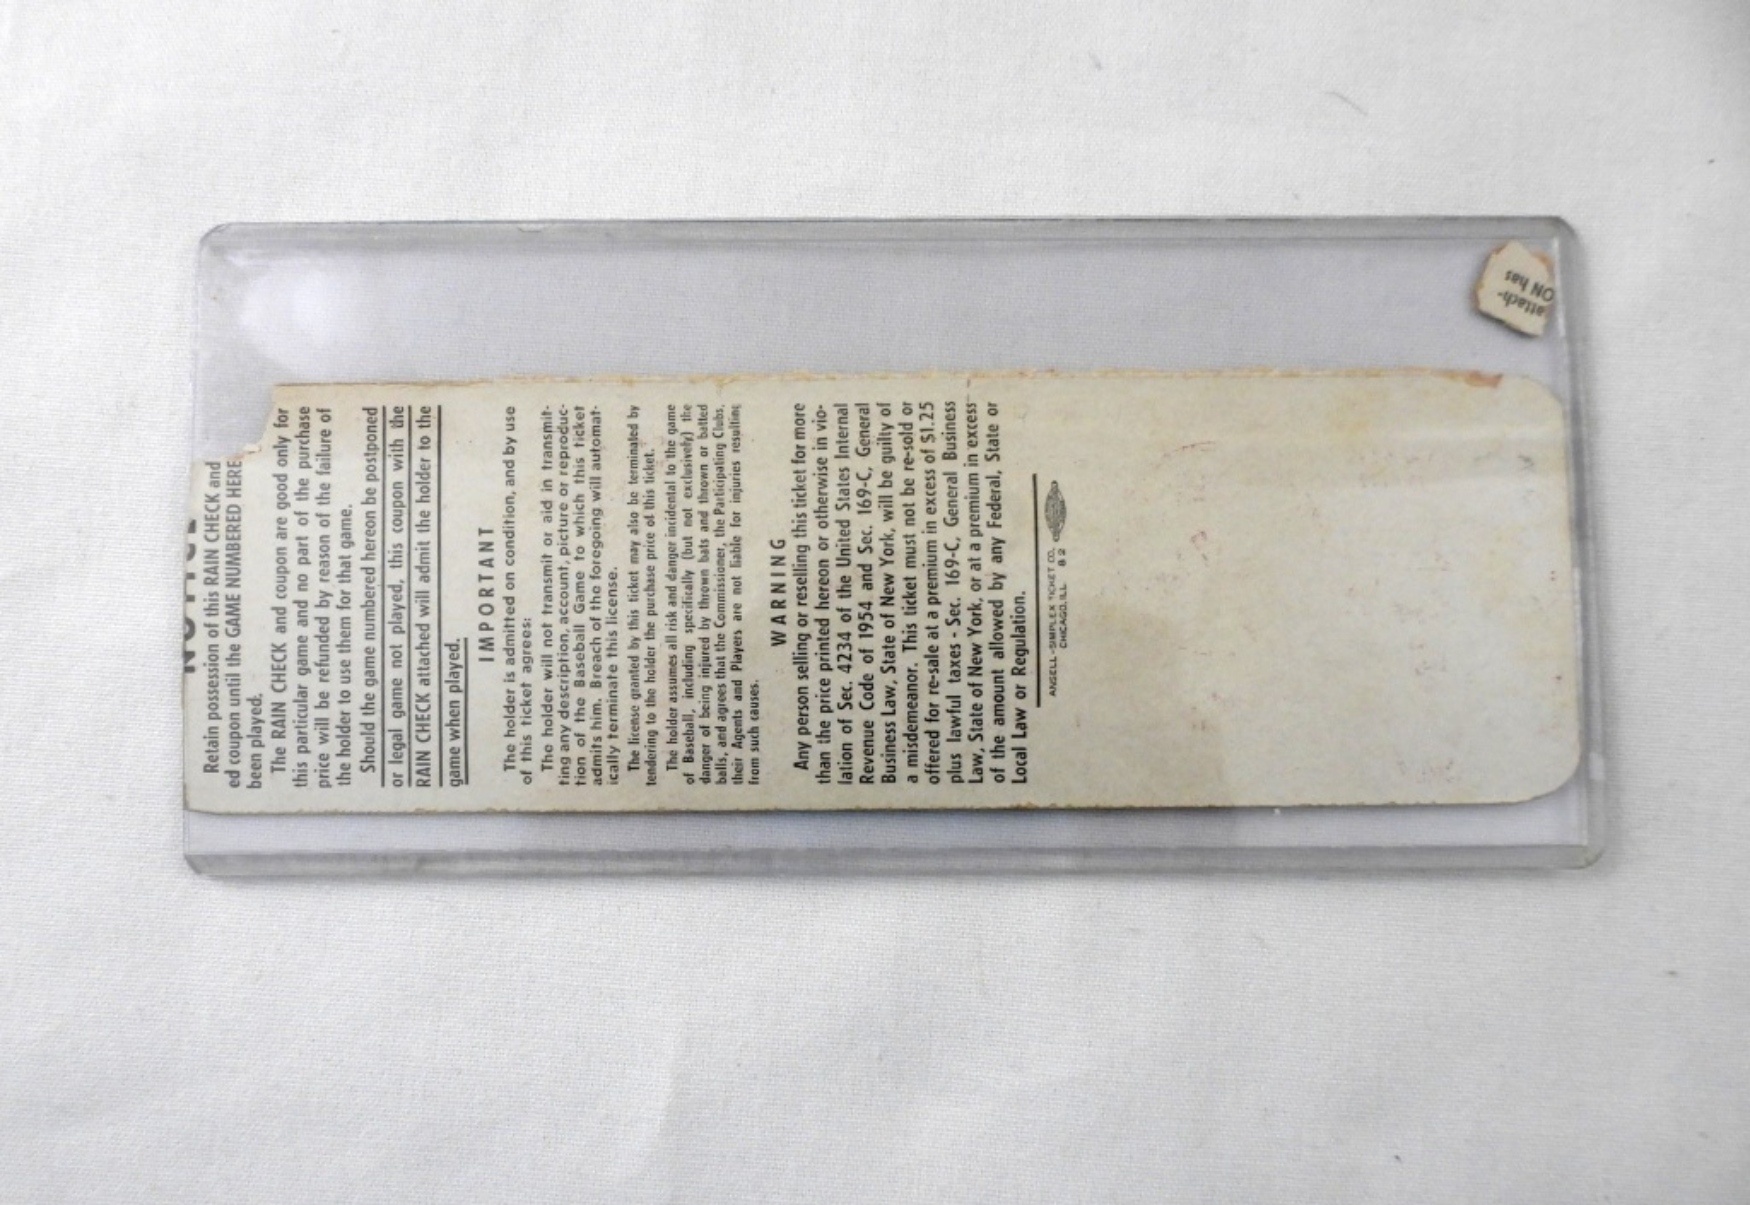 NOTICE
Retain possession of this RAIN CHECK and
ed coupon until the GAME NUMBERED HERE
been played.
The RAIN CHECK and coupon are good only for
this particular game and no part of the purchase
price will be refunded by reason of the failure of
the holder to use them for that game.
Should the game numbered hereon be postponed
or legal game not played, this coupon with the
RAIN CHECK attached will admit the holder to the
game when played.
IMPORTANT
The holder is admitted on condition, and by use
of this ticket agrees:
The holder will not transmit or aid in transmit-
ting any description, account, picture or reproduc-
tion of the Baseball Game to which this ticket
admits him. Breach of the foregoing will automat-
ically terminate this license.
The license granted by this ticket may also be terminated by
tendering to the holder the purchase price of this ticket.
The holder assumes all risk and danger incidental to the game
of Baseball, including specifically (but not exclusively) the
danger of being injured by thrown bats and thrown or batted
balls, and agrees that the Commissioner, the Participating Clubs,
their Agents and Players are not liable for injuries resulting
from such causes.
WARNING
Any person selling or reselling this ticket for more
than the price printed hereon or otherwise in vio-
lation of Sec. 4234 of the United States Internal
Revenue Code of 1954 and Sec. 169-C, General
Business Law, State of New York, will be guilty of
a misdemeanor. This ticket must not be re-sold or
offered for re-sale at a premium in excess of $1.25
plus lawful taxes - Sec. 169-C, General Business
Law, State of New York, or at a premium in excess
of the amount allowed by any Federal, State or
Local Law or Regulation.
ANSELL-SIMPLEX TICKET CO.
CHICAGO, ILL. 82
attach-
ON has